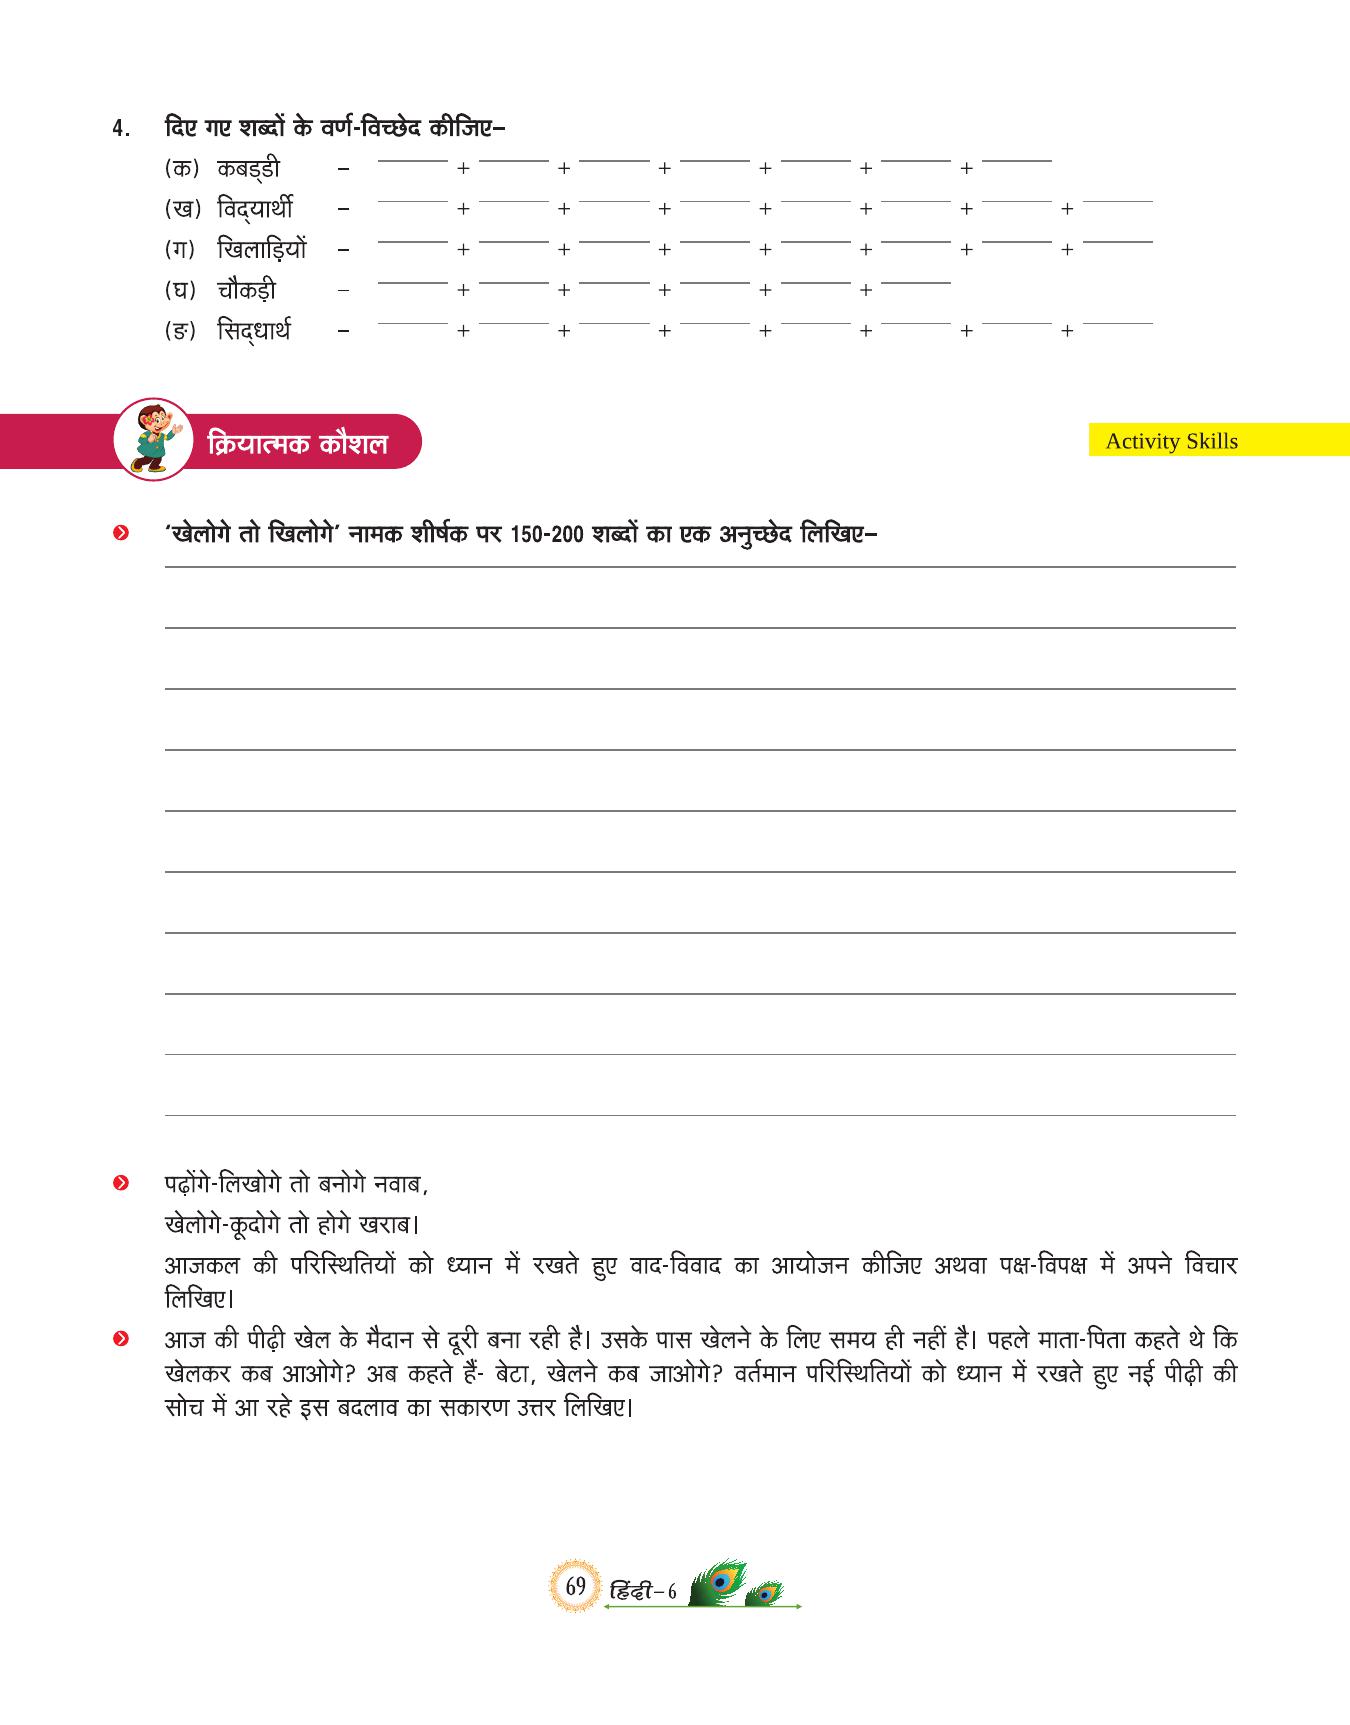 4. दिए गए शब्दों के वर्ण-विच्छेद कीजिए–
(क) कबड्‌डी – ______ + ______ + ______ + ______ + ______ + ______ + ______
(ख) विद्‌यार्थी – ______ + ______ + ______ + ______ + ______ + ______ + ______ + ______
(ग) खिलाड़ियों – ______ + ______ + ______ + ______ + ______ + ______ + ______ + ______
(घ) चौकड़ी – ______ + ______ + ______ + ______ + ______ + ______
(ङ) सिद्‌धार्थ – ______ + ______ + ______ + ______ + ______ + ______ + ______ + ______
क्रियात्मक कौशल
Activity Skills
‘खेलोगे तो खिलोगे’ नामक शीर्षक पर 150-200 शब्दों का एक अनुच्छेद लिखिए–
पढ़ोंगे-लिखोगे तो बनोगे नवाब,
खेलोगे-कूदोगे तो होगे खराब।
आजकल की परिस्थितियों को ध्यान में रखते हुए वाद-विवाद का आयोजन कीजिए अथवा पक्ष-विपक्ष में अपने विचार
लिखिए।
आज की पीढ़ी खेल के मैदान से दूरी बना रही है। उसके पास खेलने के लिए समय ही नहीं है। पहले माता-पिता कहते थे कि
खेलकर कब आओगे? अब कहते हैं- बेटा, खेलने कब जाओगे? वर्तमान परिस्थितियों को ध्यान में रखते हुए नई पीढ़ी की
सोच में आ रहे इस बदलाव का सकारण उत्तर लिखिए।
69 हिंदी–6